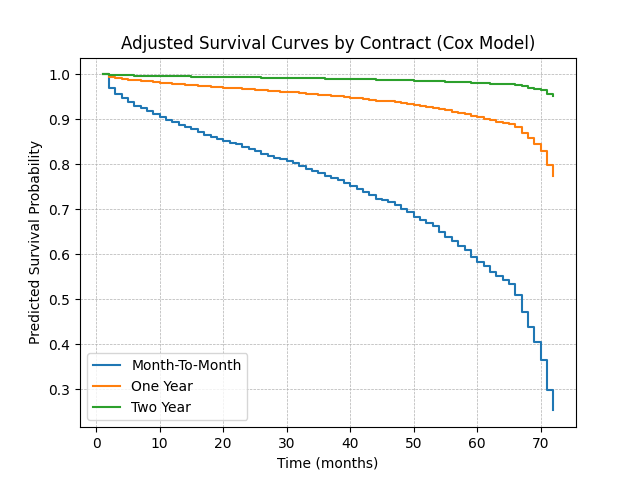 Adjusted Survival Curves by Contract (Cox Model)
Predicted Survival Probability
1.0
0.9
0.8
0.7
0.6
0.5
0.4
0.3
Month-To-Month
One Year
Two Year
0 10 20 30 40 50 60 70
Time (months)